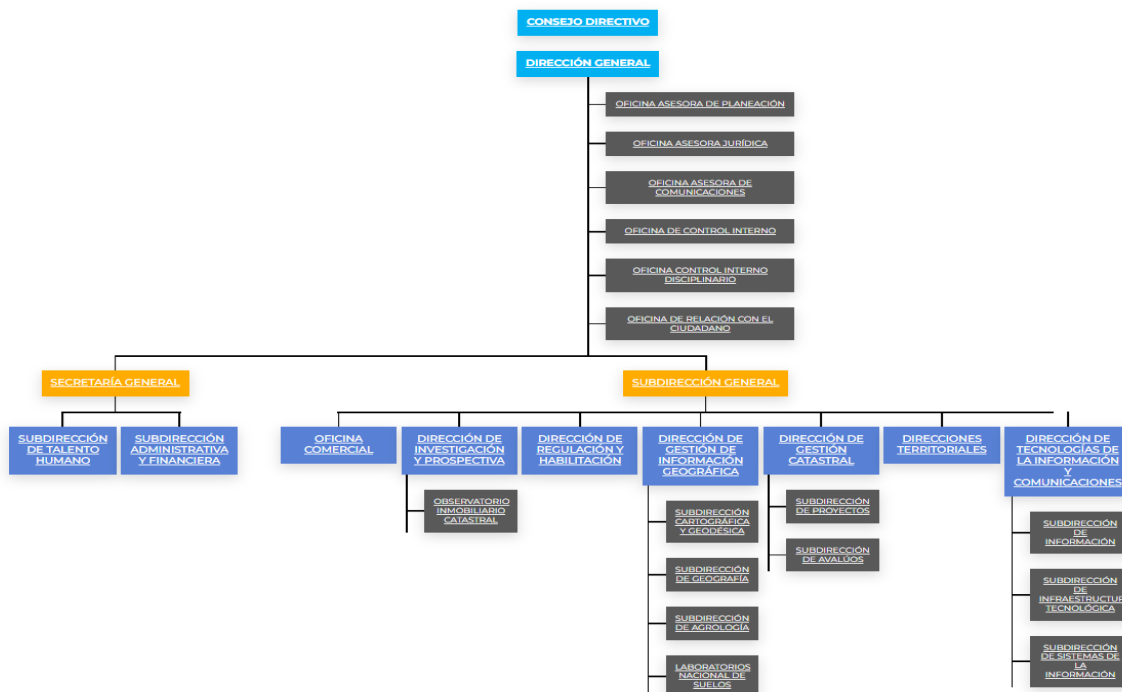 CONSEJO DIRECTIVO
DIRECCIÓN GENERAL
OFICINA ASESORA DE PLANEACIÓN
OFICINA ASESORA JURÍDICA
OFICINA ASESORA DE
COMUNICACIONES
OFICINA DE CONTROL INTERNO
OFICINA CONTROL INTERNO
DISCIPLINARIO
OFICINA DE RELACIÓN CON EL
CIUDADANO
SECRETARÍA GENERAL
SUBDIRECCIÓN GENERAL
SUBDIRECCIÓN
DE TALENTO
HUMANO
SUBDIRECCIÓN
ADMINISTRATIVA
Y FINANCIERA
OFICINA
COMERCIAL
DIRECCIÓN DE
INVESTIGACIÓN
Y PROSPECTIVA
OBSERVATORIO
INMOBILIARIO
CATASTRAL
DIRECCIÓN DE
REGULACIÓN Y
HABILITACIÓN
DIRECCIÓN DE
GESTIÓN DE
INFORMACIÓN
GEOGRÁFICA
SUBDIRECCIÓN
CARTOGRÁFICA
Y GEODÉSICA
SUBDIRECCIÓN
DE GEOGRAFÍA
SUBDIRECCIÓN
DE AGROLOGÍA
LABORATORIOS
NACIONAL DE
SUELOS
DIRECCIÓN DE
GESTIÓN
CATASTRAL
SUBDIRECCIÓN
DE PROYECTOS
SUBDIRECCIÓN
DE AVALÚOS
DIRECCIONES
TERRITORIALES
DIRECCIÓN DE
TECNOLOGÍAS DE
LA INFORMACIÓN
Y
COMUNICACIONES
SUBDIRECCIÓN
DE
INFORMACIÓN
SUBDIRECCIÓN
DE
INFRAESTRUCTUR
TECNOLÓGICA
SUBDIRECCIÓN
DE SISTEMAS DE
LA
INFORMACIÓN